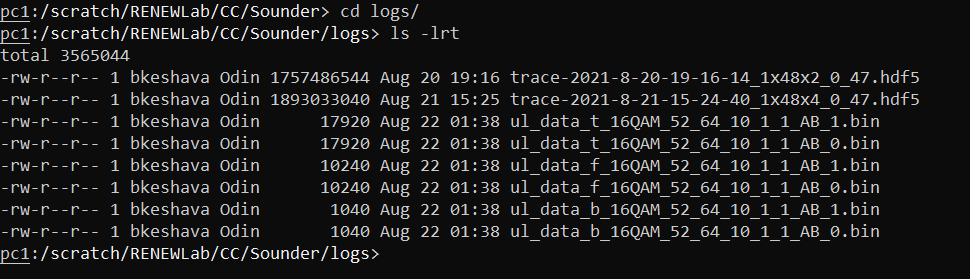 pc1:/scratch/RENEWLab/CC/Sounder> cd logs/
pc1:/scratch/RENEWLab/CC/Sounder/logs> ls -lrt
total 3565044
-rw-r--r-- 1 bkeshava Odin 1757486544 Aug 20 19:16 trace-2021-8-20-19-16-14_1x48x2_0_47.hdf5
-rw-r--r-- 1 bkeshava Odin 1893033040 Aug 21 15:25 trace-2021-8-21-15-24-40_1x48x4_0_47.hdf5
-rw-r--r-- 1 bkeshava Odin      17920 Aug 22 01:38 ul_data_t_16QAM_52_64_10_1_1_AB_1.bin
-rw-r--r-- 1 bkeshava Odin      17920 Aug 22 01:38 ul_data_t_16QAM_52_64_10_1_1_AB_0.bin
-rw-r--r-- 1 bkeshava Odin      10240 Aug 22 01:38 ul_data_f_16QAM_52_64_10_1_1_AB_1.bin
-rw-r--r-- 1 bkeshava Odin      10240 Aug 22 01:38 ul_data_f_16QAM_52_64_10_1_1_AB_0.bin
-rw-r--r-- 1 bkeshava Odin       1040 Aug 22 01:38 ul_data_b_16QAM_52_64_10_1_1_AB_1.bin
-rw-r--r-- 1 bkeshava Odin       1040 Aug 22 01:38 ul_data_b_16QAM_52_64_10_1_1_AB_0.bin
pc1:/scratch/RENEWLab/CC/Sounder/logs>